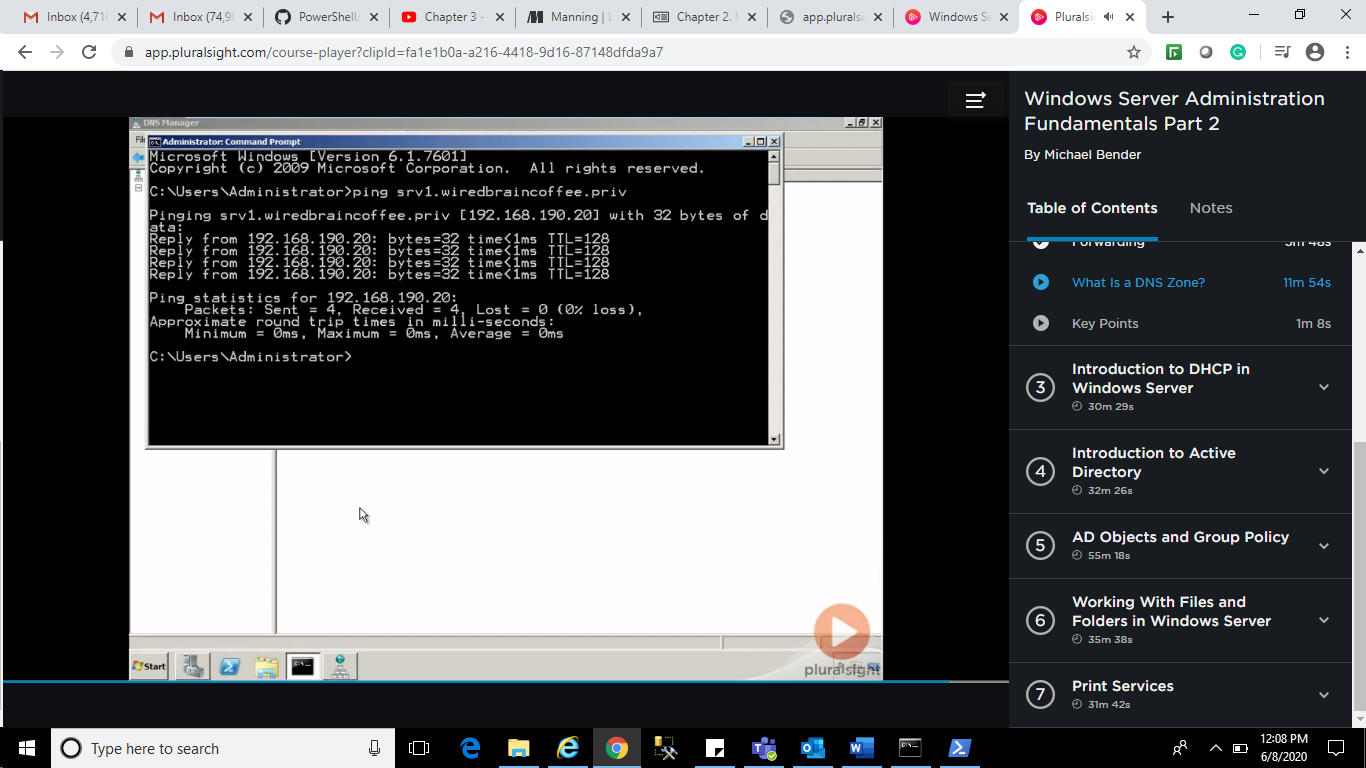 Inbox (4,710
Inbox (74,90
PowerShell/
Chapter 3 -
Manning | L
Chapter 2.
app.plurals
Windows Se
Plurals
app.pluralsight.com/course-player?clipId=fa1e1b0a-a216-4418-9d16-87148dfda9a7
DNS Manager
Administrator: Command Prompt
Microsoft Windows [Version 6.1.7601]
Copyright (c) 2009 Microsoft Corporation.  All rights reserved.
C:\Users\Administrator>ping srv1.wiredbraincoffee.priv
Pinging srv1.wiredbraincoffee.priv [192.168.190.20] with 32 bytes of d
ata:
Reply from 192.168.190.20: bytes=32 time<1ms TTL=128
Reply from 192.168.190.20: bytes=32 time<1ms TTL=128
Reply from 192.168.190.20: bytes=32 time<1ms TTL=128
Reply from 192.168.190.20: bytes=32 time<1ms TTL=128
Ping statistics for 192.168.190.20:
Packets: Sent = 4, Received = 4, Lost = 0 (0% loss),
Approximate round trip times in milli-seconds:
Minimum = 0ms, Maximum = 0ms, Average = 0ms
C:\Users\Administrator>
Start
pluralsight
Windows Server Administration
Fundamentals Part 2
By Michael Bender
Table of Contents
Notes
Forwarding 5m 48s
What Is a DNS Zone? 11m 54s
Key Points 1m 8s
3 Introduction to DHCP in
Windows Server
30m 29s
4 Introduction to Active
Directory
32m 26s
5 AD Objects and Group Policy
55m 18s
6 Working With Files and
Folders in Windows Server
35m 38s
7 Print Services
31m 42s
Type here to search
12:08 PM
6/8/2020